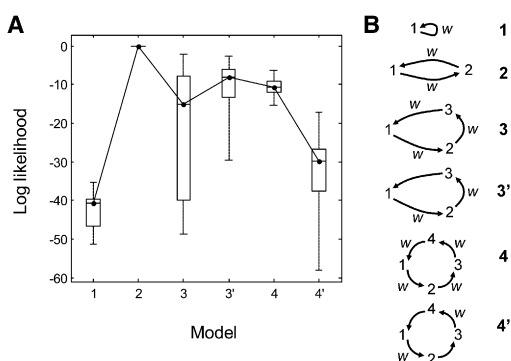 A
Log likelihood
0
-10
-20
-30
-40
-50
-60
1 2 3 3' 4 4'
Model
B
1 w 1
w
1 2 2
w
w 3
1 w 3
w 2
3
1 w 3'
w 2
w 4 w
1 3 4
w 2 w
4 w
1 3 4'
w 2